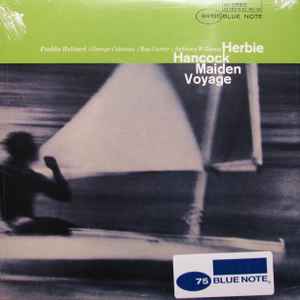 BLUE NOTE
Freddie Hubbard / George Coleman / Ron Carter / Anthony Williams
Herbie
Hancock
Maiden
Voyage
75 BLUE NOTE